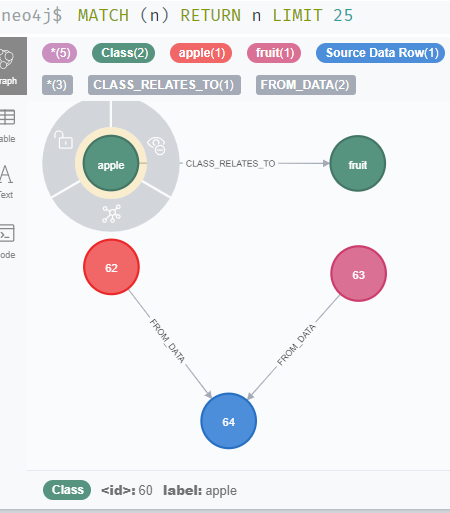 neo4j$ MATCH (n) RETURN n LIMIT 25
*(5) Class(2) apple(1) fruit(1) Source Data Row(1)
*(3) CLASS_RELATES_TO(1) FROM_DATA(2)
raph
able
Text
ode
apple CLASS_RELATES_TO fruit
62 63
FROM_DATA FROM_DATA
64
Class <id>: 60 label: apple